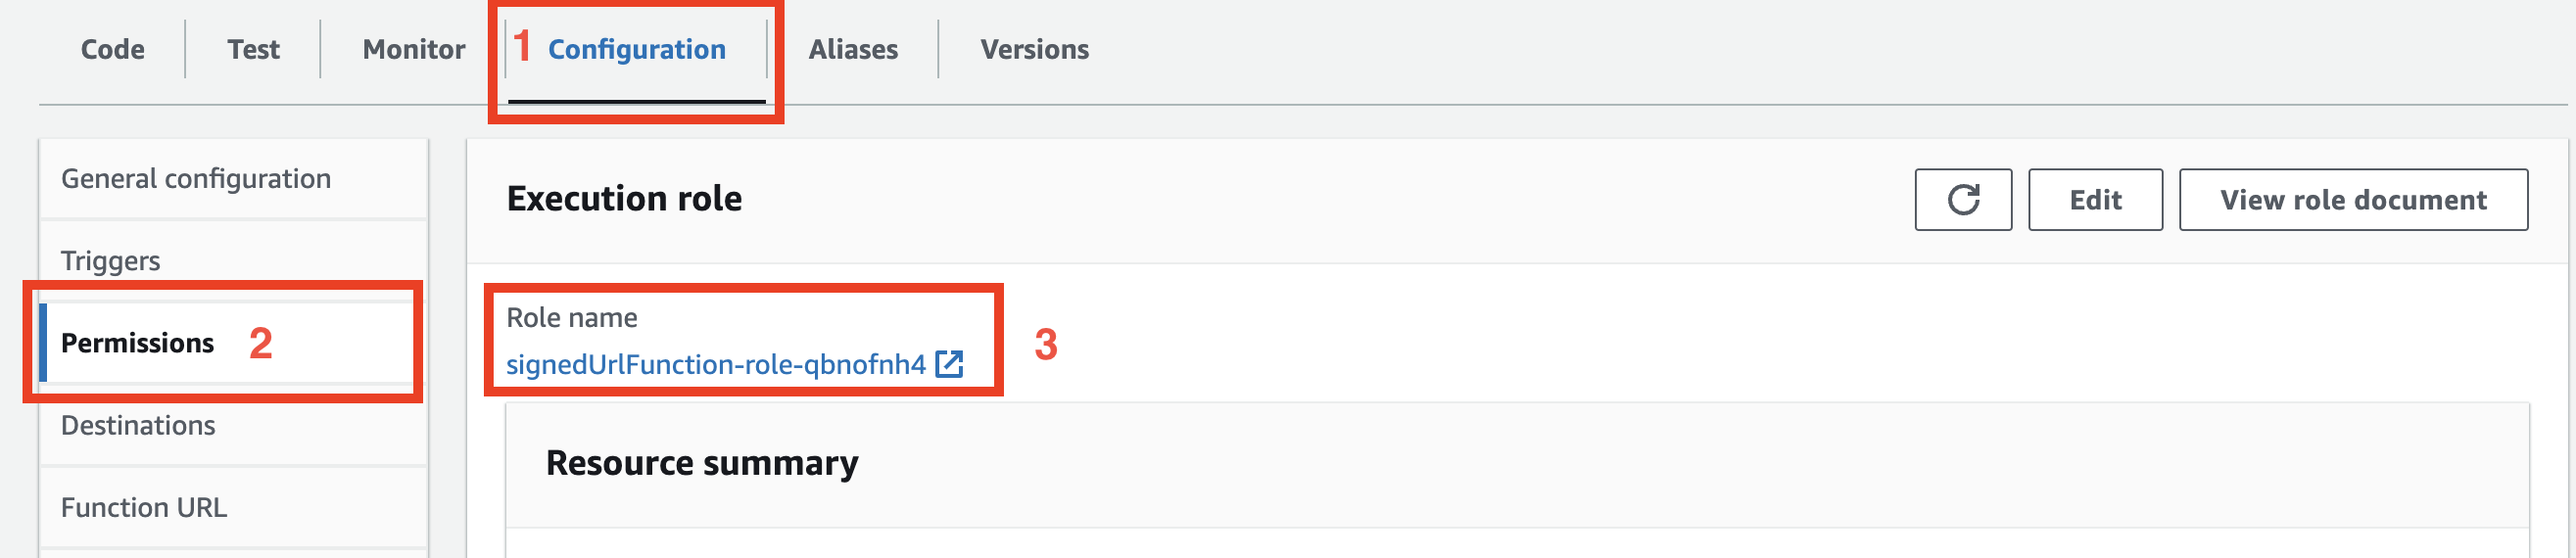 Code
Test
Monitor
1 Configuration
Aliases
Versions
General configuration
Triggers
Permissions 2
Destinations
Function URL
Execution role
Edit
View role document
Role name
signedUrlFunction-role-qbnofnh4
3
Resource summary